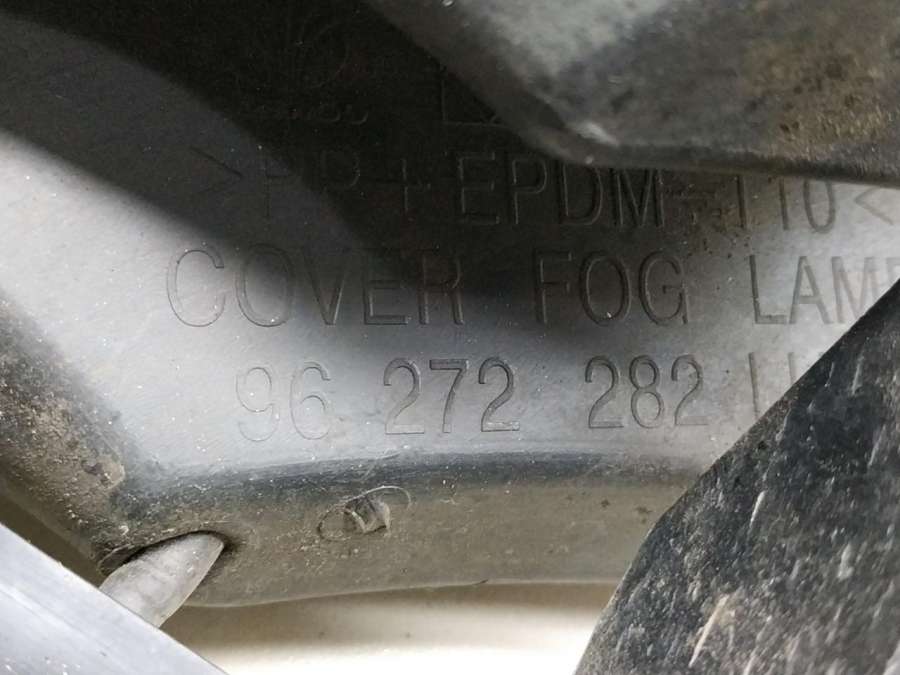 >PP+EPDM-T10<
COVER FOG LAMP
96 272 282